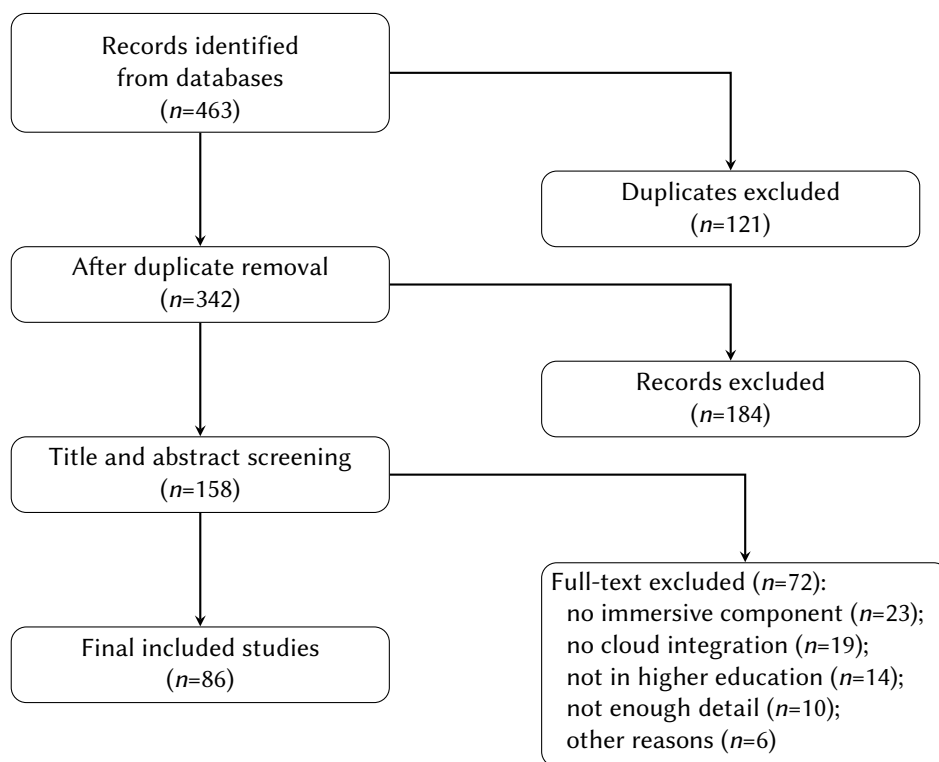 Records identified
from databases
(n=463)
Duplicates excluded
(n=121)
After duplicate removal
(n=342)
Records excluded
(n=184)
Title and abstract screening
(n=158)
Full-text excluded (n=72):
no immersive component (n=23);
no cloud integration (n=19);
not in higher education (n=14);
not enough detail (n=10);
other reasons (n=6)
Final included studies
(n=86)